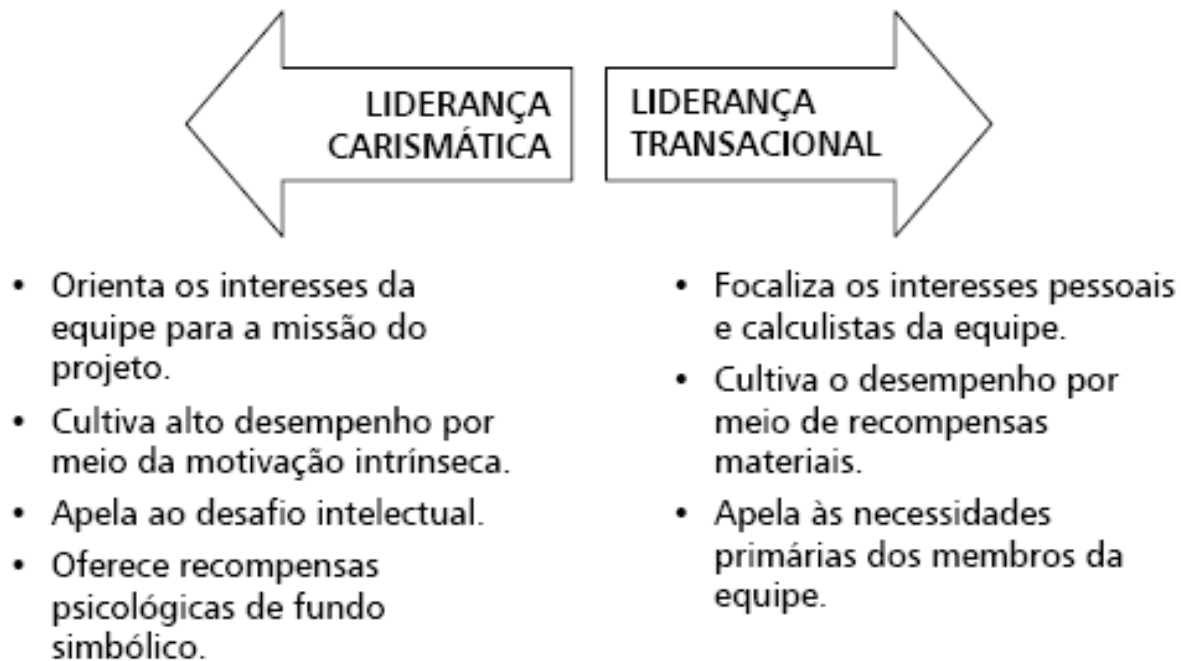 LIDERANÇA
CARISMÁTICA
LIDERANÇA
TRANSACIONAL
• Orienta os interesses da
equipe para a missão do
projeto.
• Cultiva alto desempenho por
meio da motivação intrínseca.
• Apela ao desafio intelectual.
• Oferece recompensas
psicológicas de fundo
simbólico.
• Focaliza os interesses pessoais
e calculistas da equipe.
• Cultiva o desempenho por
meio de recompensas
materiais.
• Apela às necessidades
primárias dos membros da
equipe.